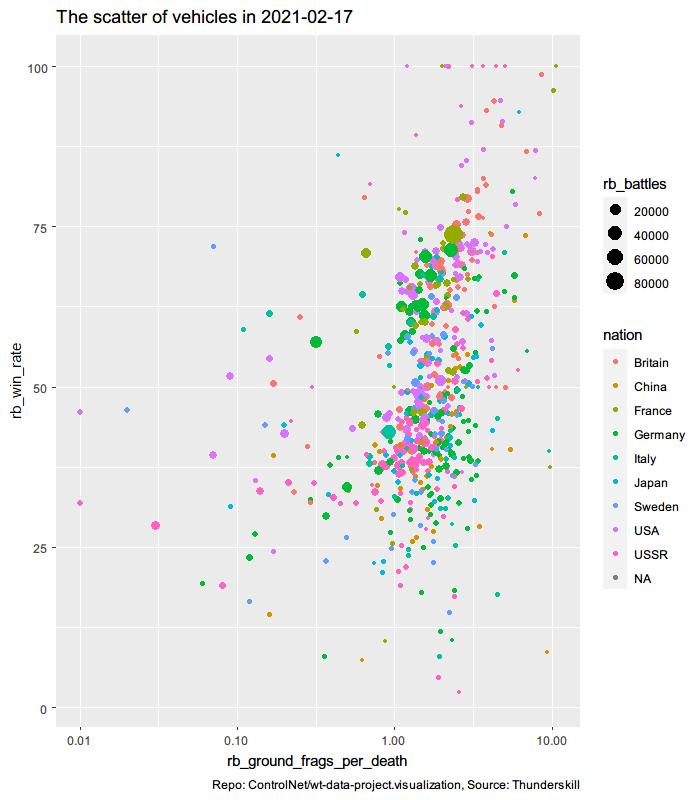 The scatter of vehicles in 2021-02-17
100
75
50
25
0
rb_win_rate
0.01
0.10
1.00
10.00
rb_ground_frags_per_death
Repo: ControlNet/wt-data-project.visualization, Source: Thunderskill
rb_battles
20000
40000
60000
80000
nation
Britain
China
France
Germany
Italy
Japan
Sweden
USA
USSR
NA